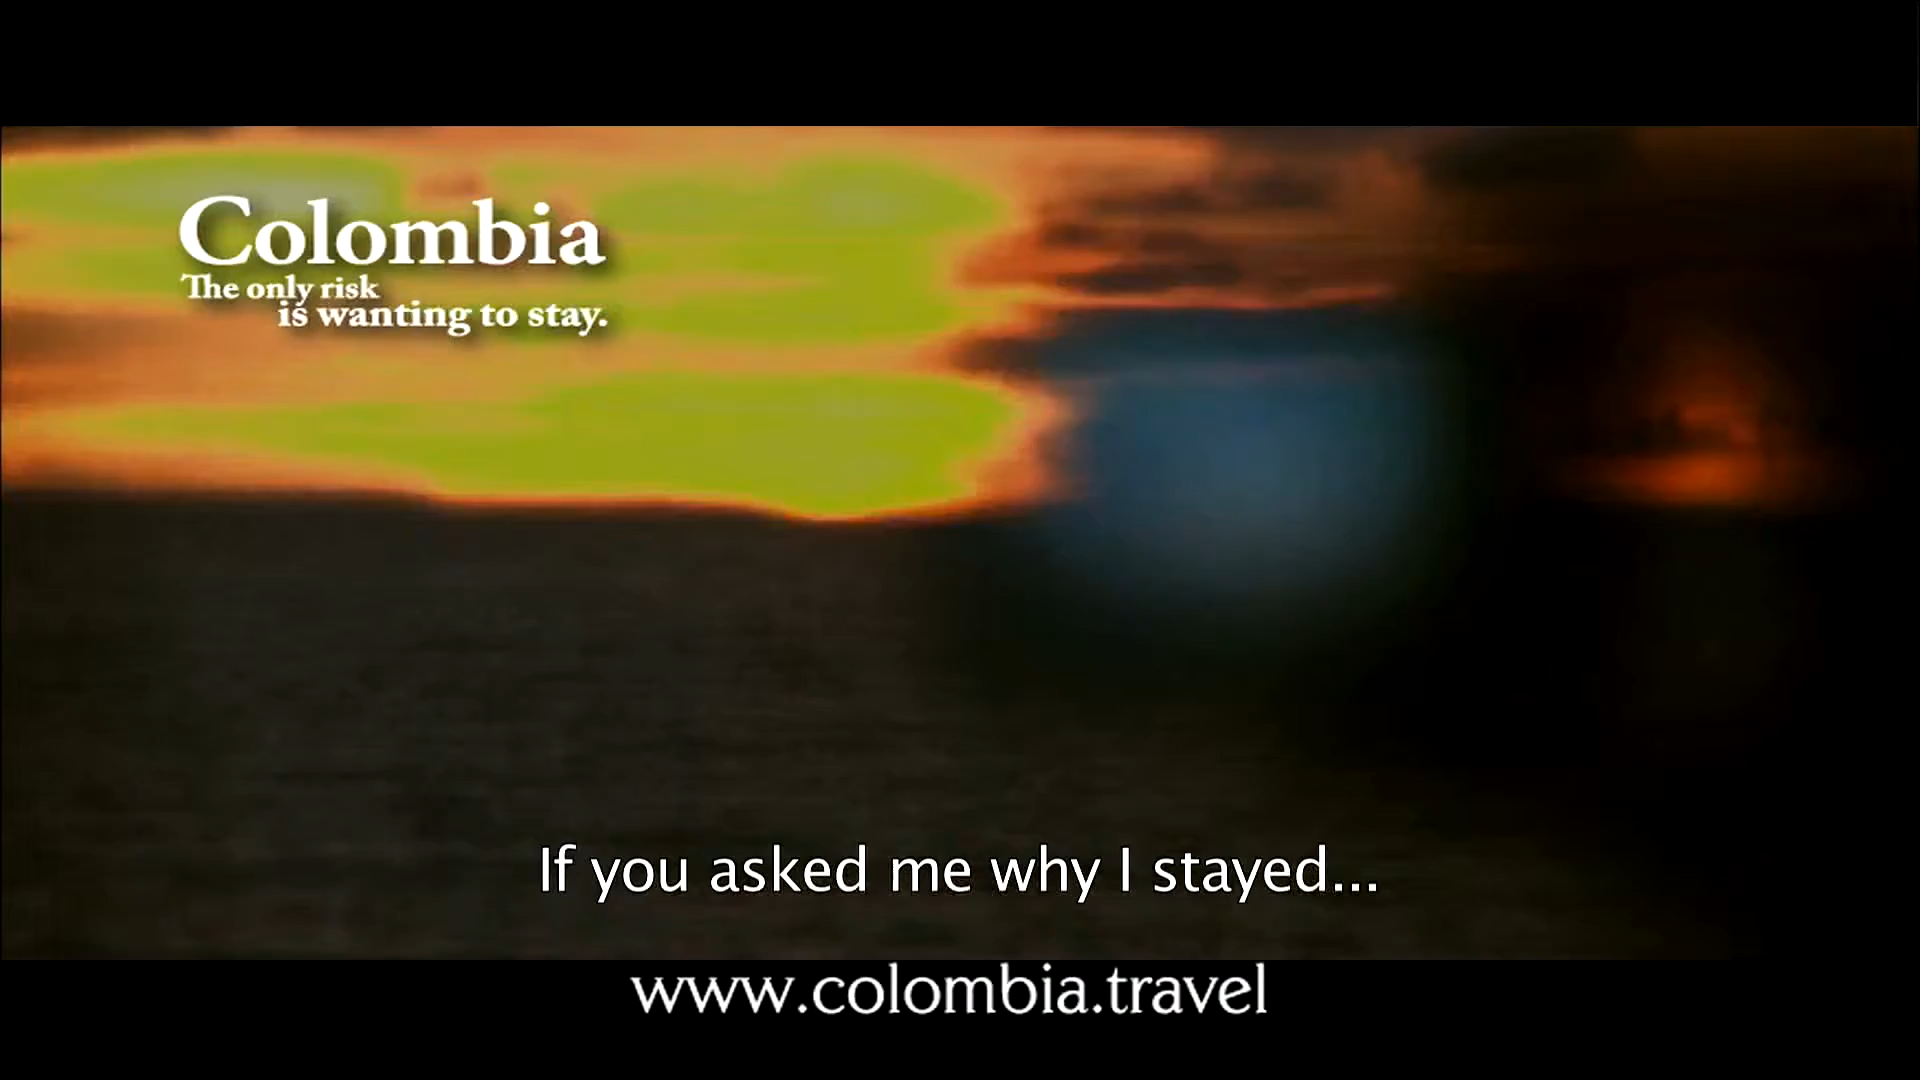 Colombia
The only risk
is wanting to stay.
If you asked me why I stayed...
www.colombia.travel